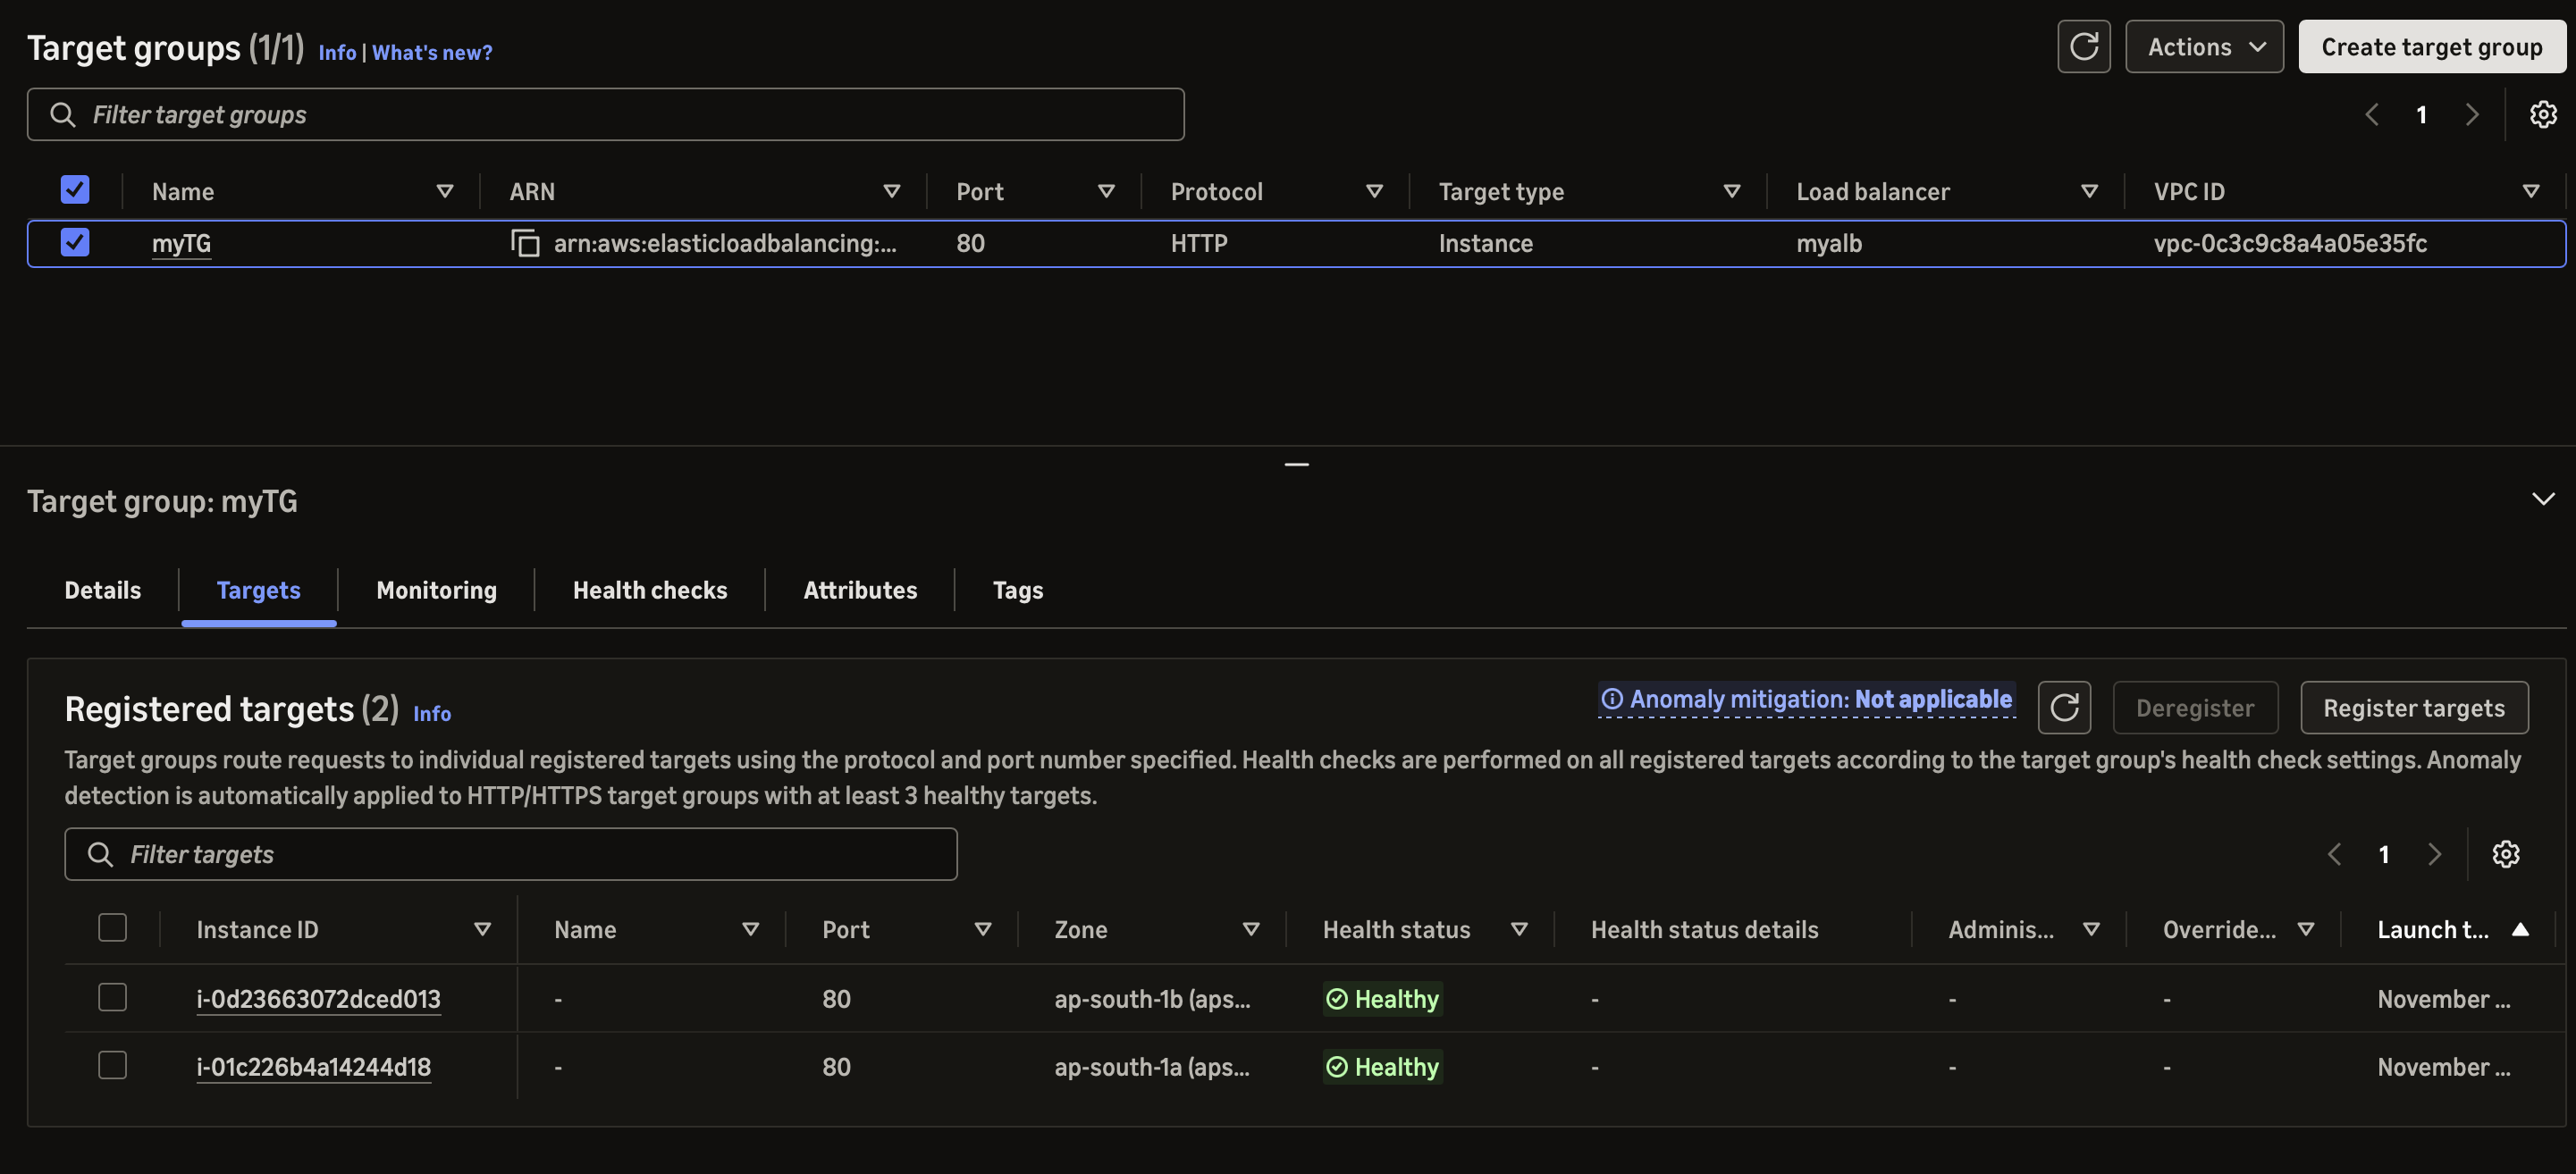 Target groups (1/1) Info | What's new?
Actions
Create target group
Filter target groups
1
Name ARN Port Protocol Target type Load balancer VPC ID
myTG arn:aws:elasticloadbalancing:... 80 HTTP Instance myalb vpc-0c3c9c8a4a05e35fc
Target group: myTG
Details Targets Monitoring Health checks Attributes Tags
Registered targets (2) Info
Anomaly mitigation: Not applicable
Deregister
Register targets
Target groups route requests to individual registered targets using the protocol and port number specified. Health checks are performed on all registered targets according to the target group's health check settings. Anomaly
detection is automatically applied to HTTP/HTTPS target groups with at least 3 healthy targets.
Filter targets
1
Instance ID Name Port Zone Health status Health status details Adminis... Override... Launch t...
i-0d23663072dced013 - 80 ap-south-1b (aps... Healthy - - - November ...
i-01c226b4a14244d18 - 80 ap-south-1a (aps... Healthy - - - November ...